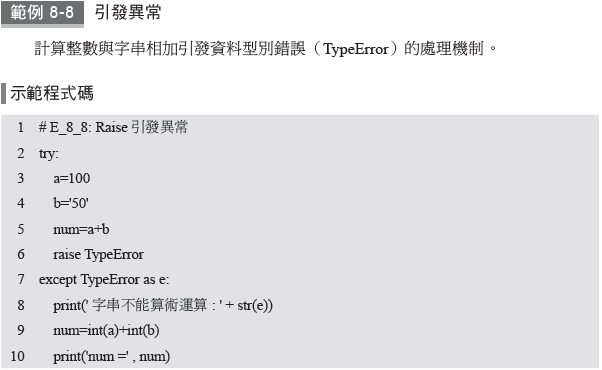 範例 8-8 引發異常
計算整數與字串相加引發資料型別錯誤（TypeError）的處理機制。
示範程式碼
1 # E_8_8: Raise 引發異常
2 try:
3 a=100
4 b='50'
5 num=a+b
6 raise TypeError
7 except TypeError as e:
8 print(' 字串不能算術運算 : ' + str(e))
9 num=int(a)+int(b)
10 print('num =' , num)